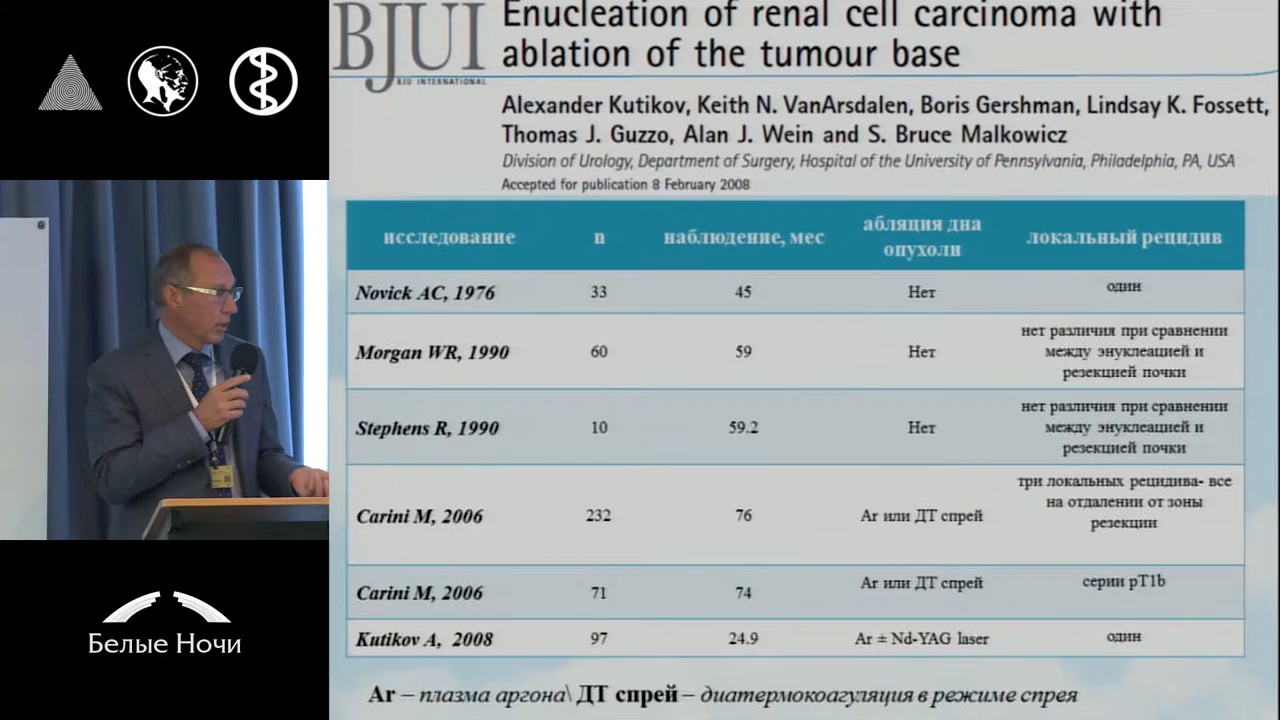 BJUI
BJU INTERNATIONAL
Enucleation of renal cell carcinoma with
ablation of the tumour base
Alexander Kutikov, Keith N. VanArsdalen, Boris Gershman, Lindsay K. Fossett,
Thomas J. Guzzo, Alan J. Wein and S. Bruce Malkowicz
Division of Urology, Department of Surgery, Hospital of the University of Pennsylvania, Philadelphia, PA, USA
Accepted for publication 8 February 2008
исследование n наблюдение, мес абляция дна опухоли локальный рецидив
Novick AC, 1976 33 45 Нет один
Morgan WR, 1990 60 59 Нет нет различия при сравнении
между энуклеацией и
резекцией почки
Stephens R, 1990 10 59.2 Нет нет различия при сравнении
между энуклеацией и
резекцией почки
Carini M, 2006 232 76 Ar или ДТ спрей три локальных рецидива- все
на отдалении от зоны
резекции
Carini M, 2006 71 74 Ar или ДТ спрей серии pT1b
Kutikov A, 2008 97 24.9 Ar ± Nd-YAG laser один
Ar – плазма аргона\ ДТ спрей – диатермокоагуляция в режиме спрея
Белые Ночи